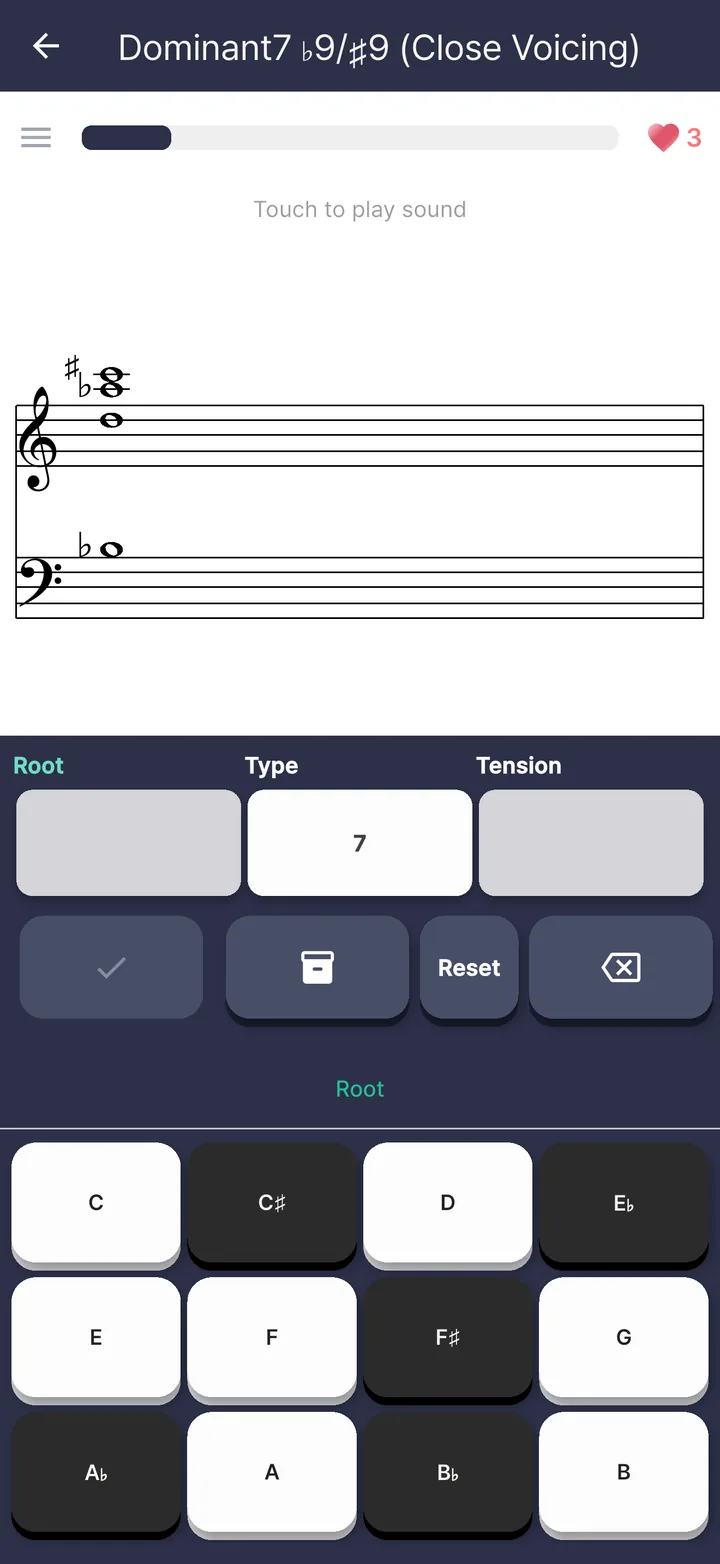 Dominant7 ♭9/♯9 (Close Voicing)
3
Touch to play sound
Root Type Tension
7
Reset
Root
C C♯ D E♭
E F F♯ G
A♭ A B♭ B